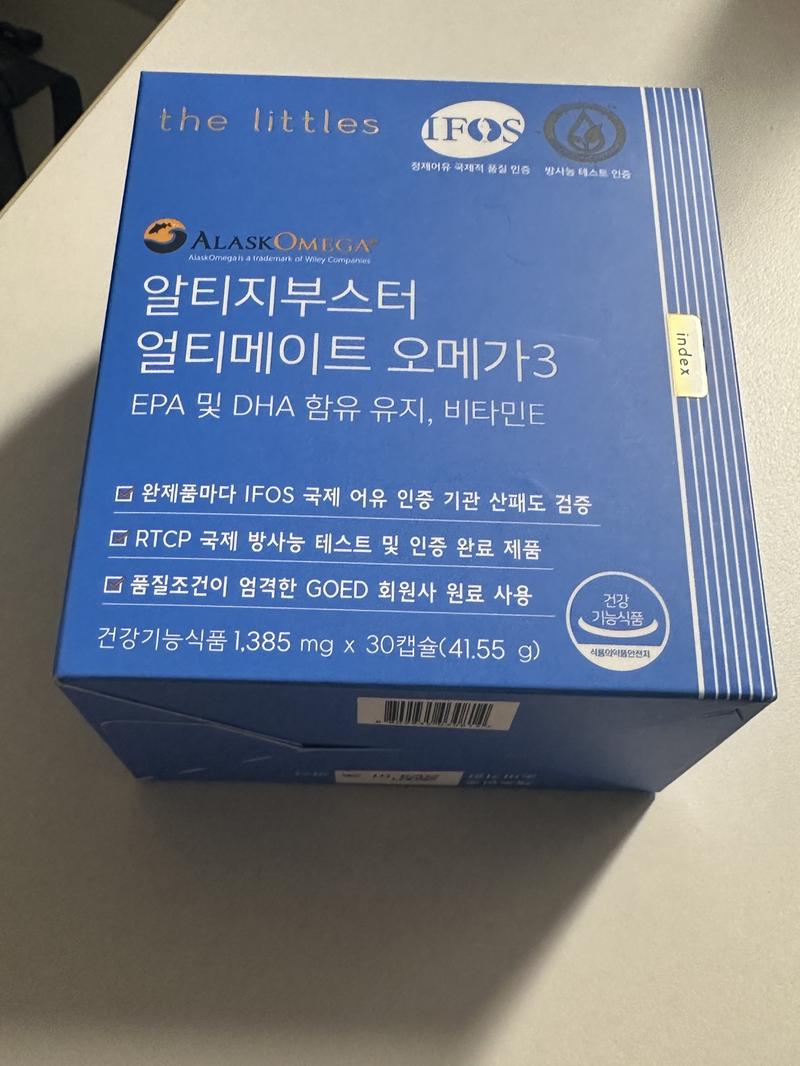 the littles
IFOS
정제어유 국제적 품질 인증
방사능 테스트 인증
ALASKOMEGA®
AlaskOmega is a trademark of Wiley Companies
알티지부스터
얼티메이트 오메가3
EPA 및 DHA 함유 유지, 비타민E
index
완제품마다 IFOS 국제 어유 인증 기관 산패도 검증
RTCP 국제 방사능 테스트 및 인증 완료 제품
품질조건이 엄격한 GOED 회원사 원료 사용
건강기능식품 1,385 mg x 30캡슐(41.55 g)
건강
기능식품
식품의약품안전처